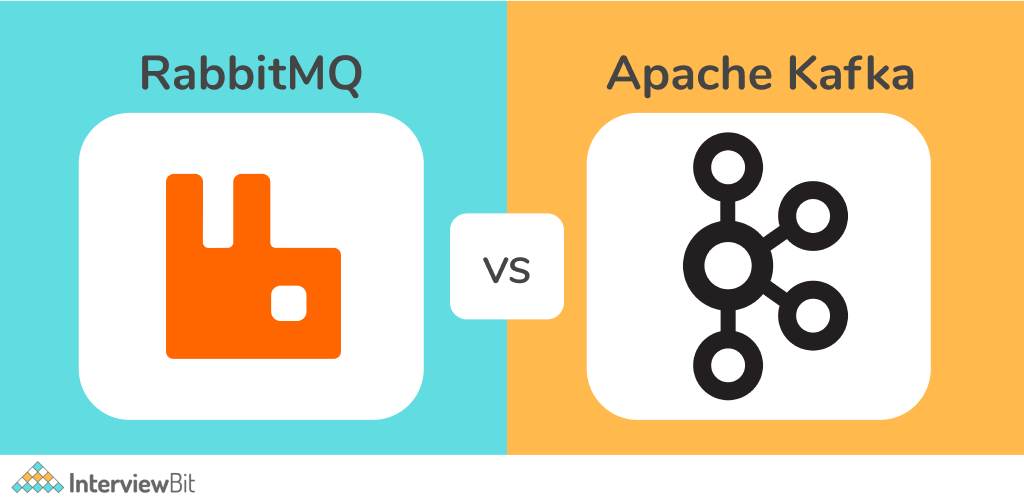 RabbitMQ
Apache Kafka
VS
InterviewBit